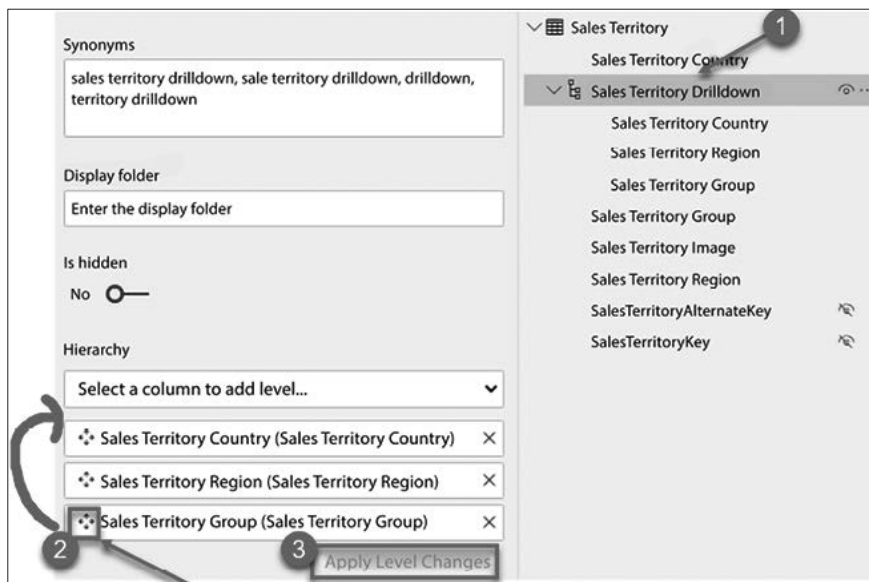 Synonyms
sales territory drilldown, sale territory drilldown, drilldown,
territory drilldown
Display folder
Enter the display folder
Is hidden
No
Hierarchy
Select a column to add level...
Sales Territory Country (Sales Territory Country)
Sales Territory Region (Sales Territory Region)
Sales Territory Group (Sales Territory Group)
2
3
Apply Level Changes
Sales Territory
1
Sales Territory Country
Sales Territory Drilldown
Sales Territory Country
Sales Territory Region
Sales Territory Group
Sales Territory Group
Sales Territory Image
Sales Territory Region
SalesTerritoryAlternateKey
SalesTerritoryKey